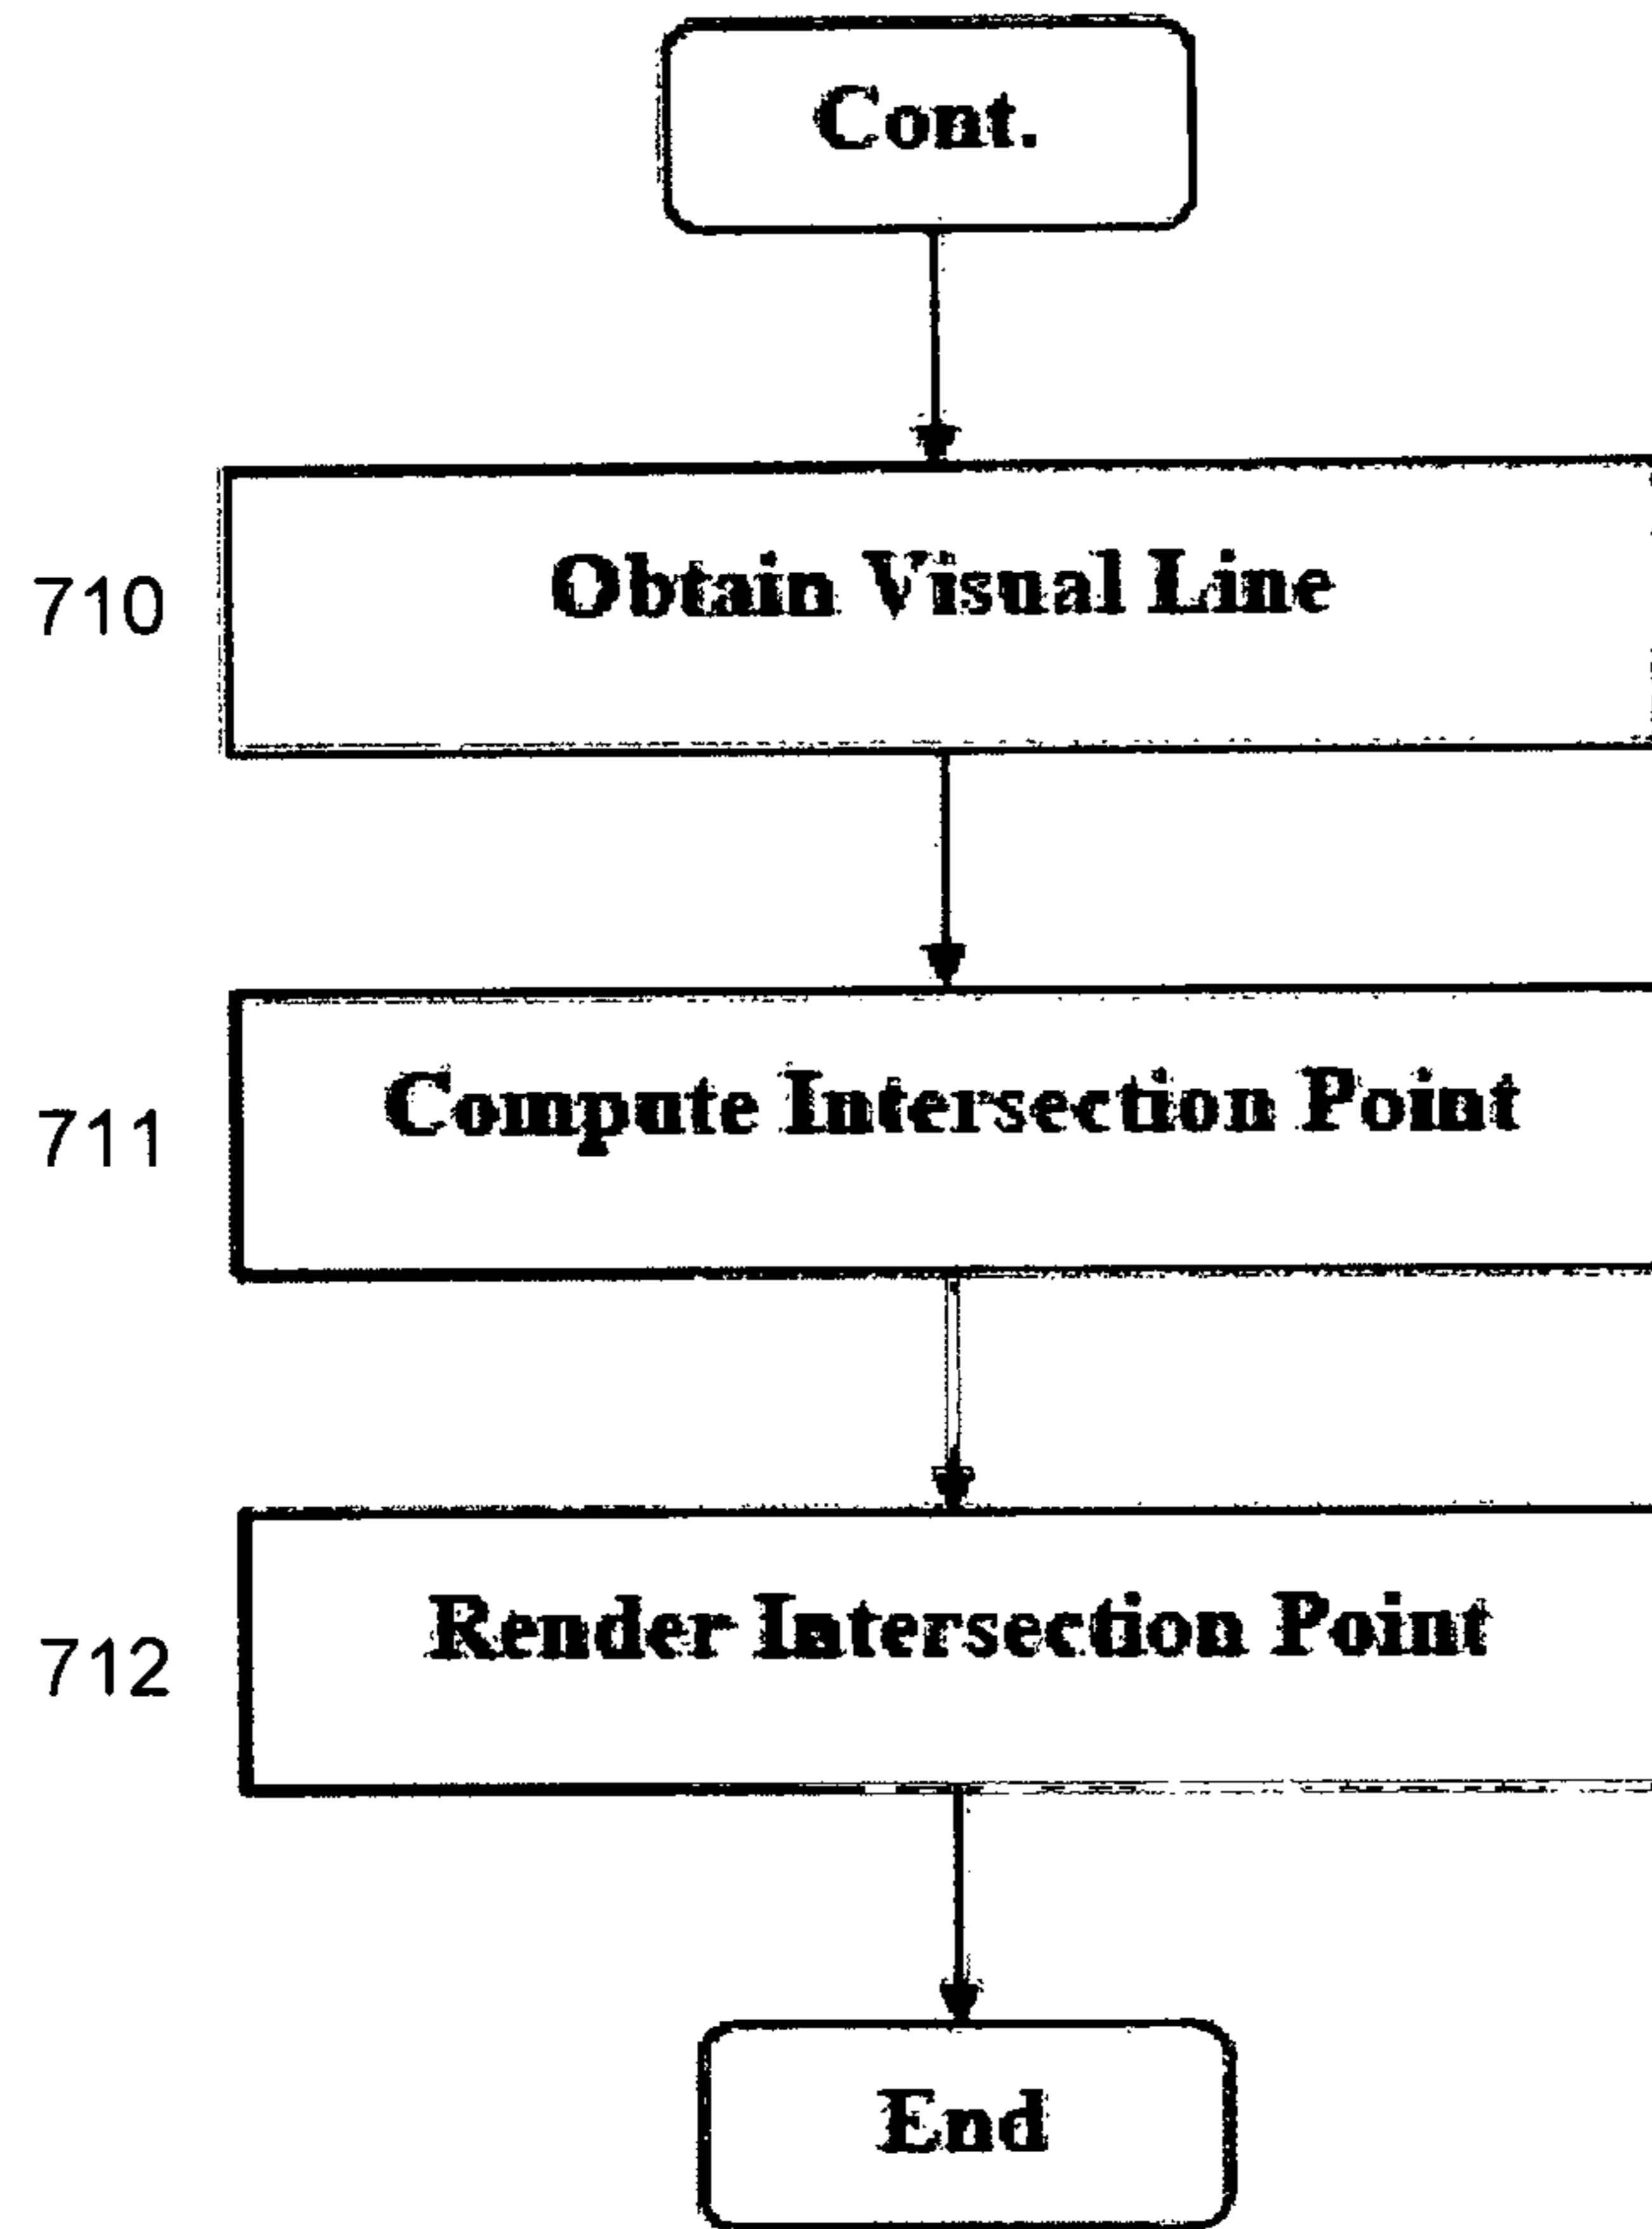 Cont.
710
Obtain Visual Line
711
Compute Intersection Point
712
Render Intersection Point
End